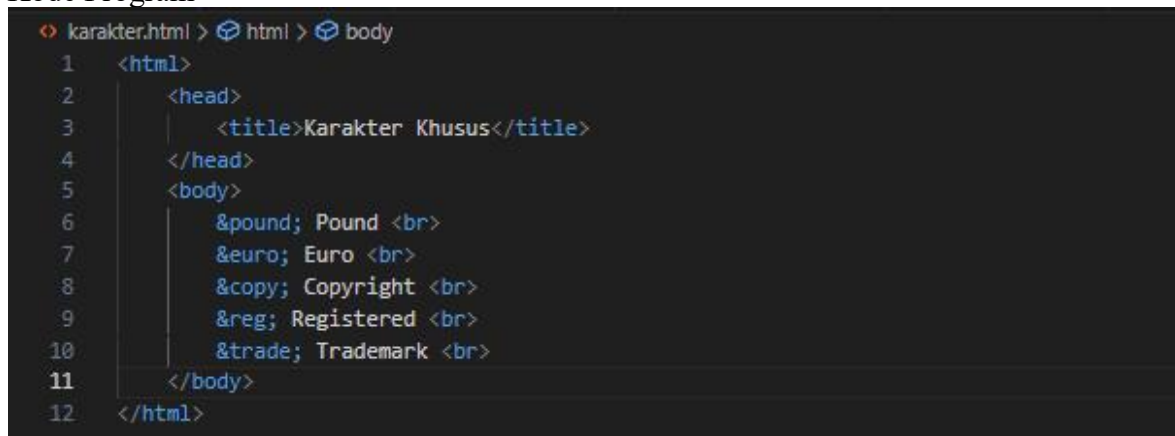 Kode Program
karakter.html > html > body
1 <html>
2 <head>
3 <title>Karakter Khusus</title>
4 </head>
5 <body>
6 &pound; Pound <br>
7 &euro; Euro <br>
8 &copy; Copyright <br>
9 &reg; Registered <br>
10 &trade; Trademark <br>
11 </body>
12 </html>